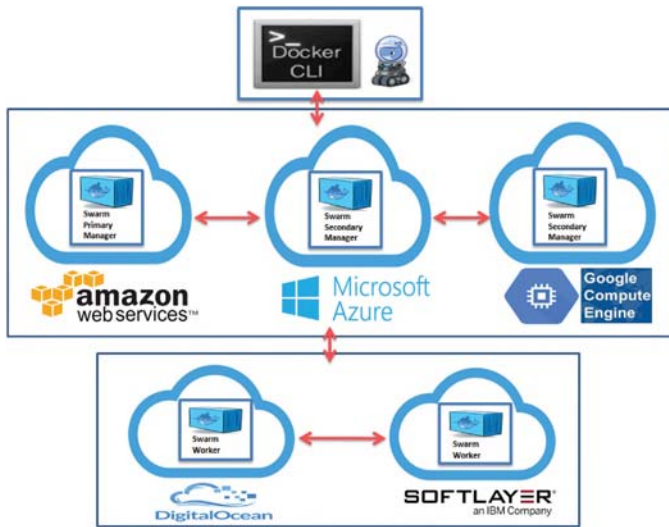 >_
Docker
CLI
Swarm
Primary
Manager
Swarm
Secondary
Manager
Swarm
Secondary
Manager
amazon
web services™
Microsoft
Azure
Google
Compute
Engine
Swarm
Worker
Swarm
Worker
DigitalOcean
SOFTLAYER®
an IBM Company